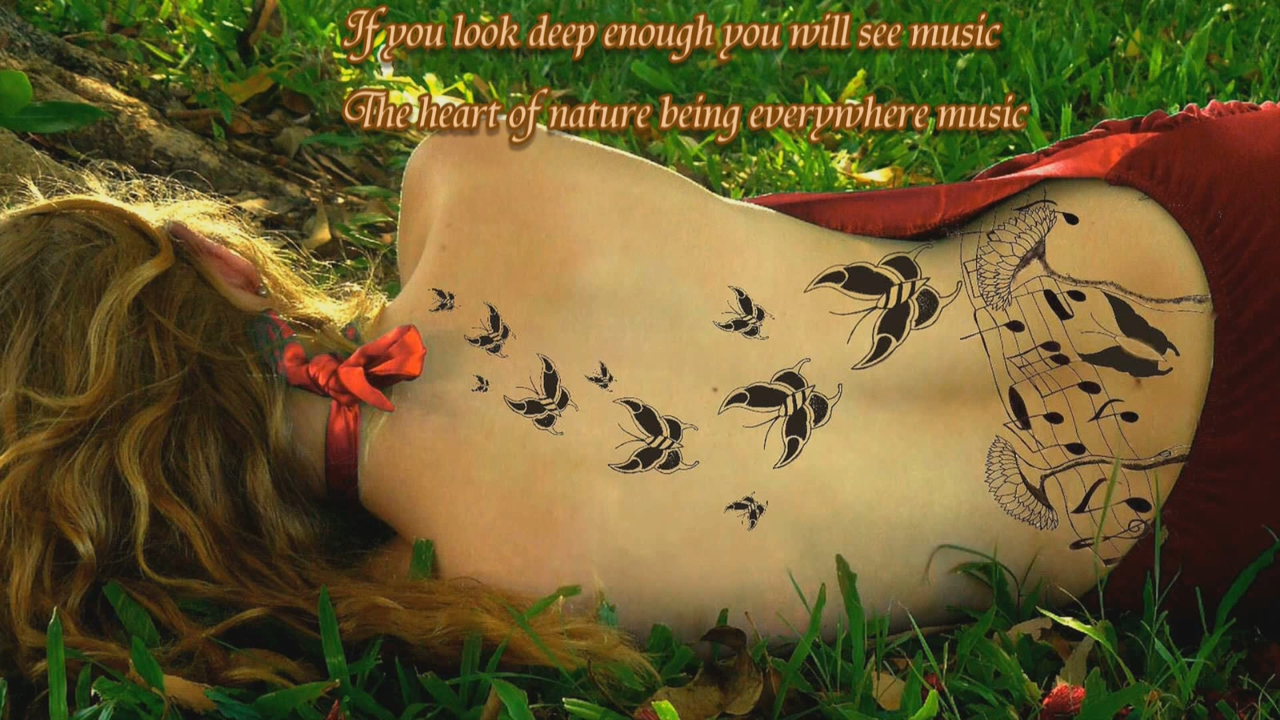 If you look deep enough you will see music
The heart of nature being everywhere music